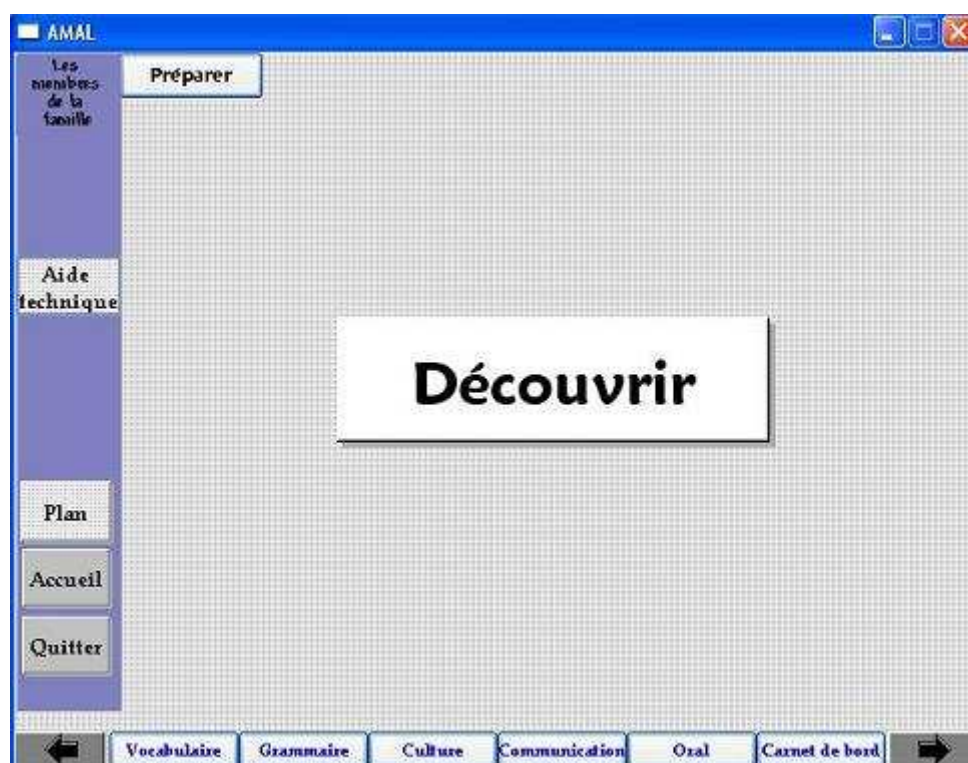 AMAL
Les
membres
de la
famille
Préparer
Aide
technique
Découvrir
Plan
Accueil
Quitter
Vocabulaire
Grammaire
Culture
Communication
Oral
Carnet de bord